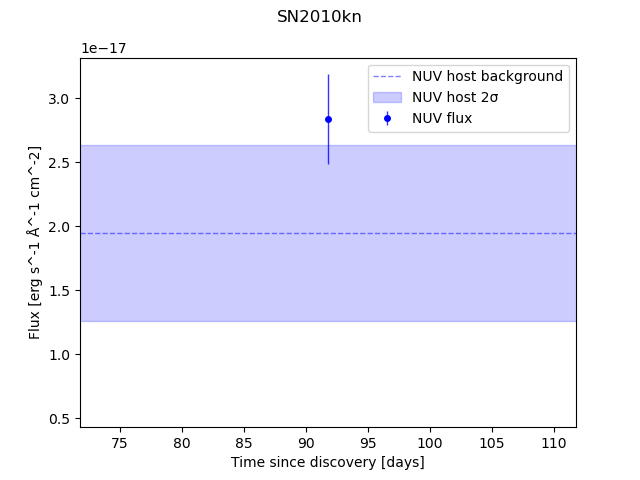 SN2010kn
1e−17
NUV host background
NUV host 2σ
NUV flux
3.0
2.5
2.0
1.5
1.0
0.5
Flux [erg s^-1 Å^-1 cm^-2]
75 80 85 90 95 100 105 110
Time since discovery [days]